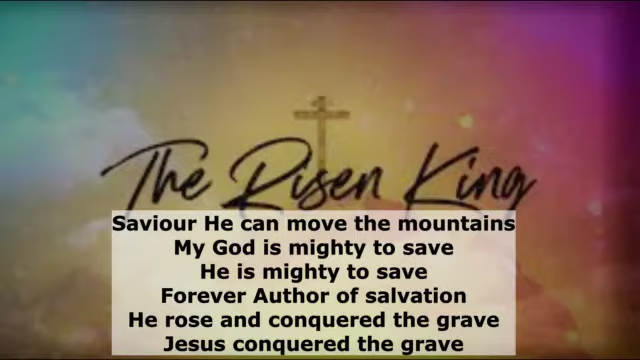 The Risen King
Saviour He can move the mountains
My God is mighty to save
He is mighty to save
Forever Author of salvation
He rose and conquered the grave
Jesus conquered the grave